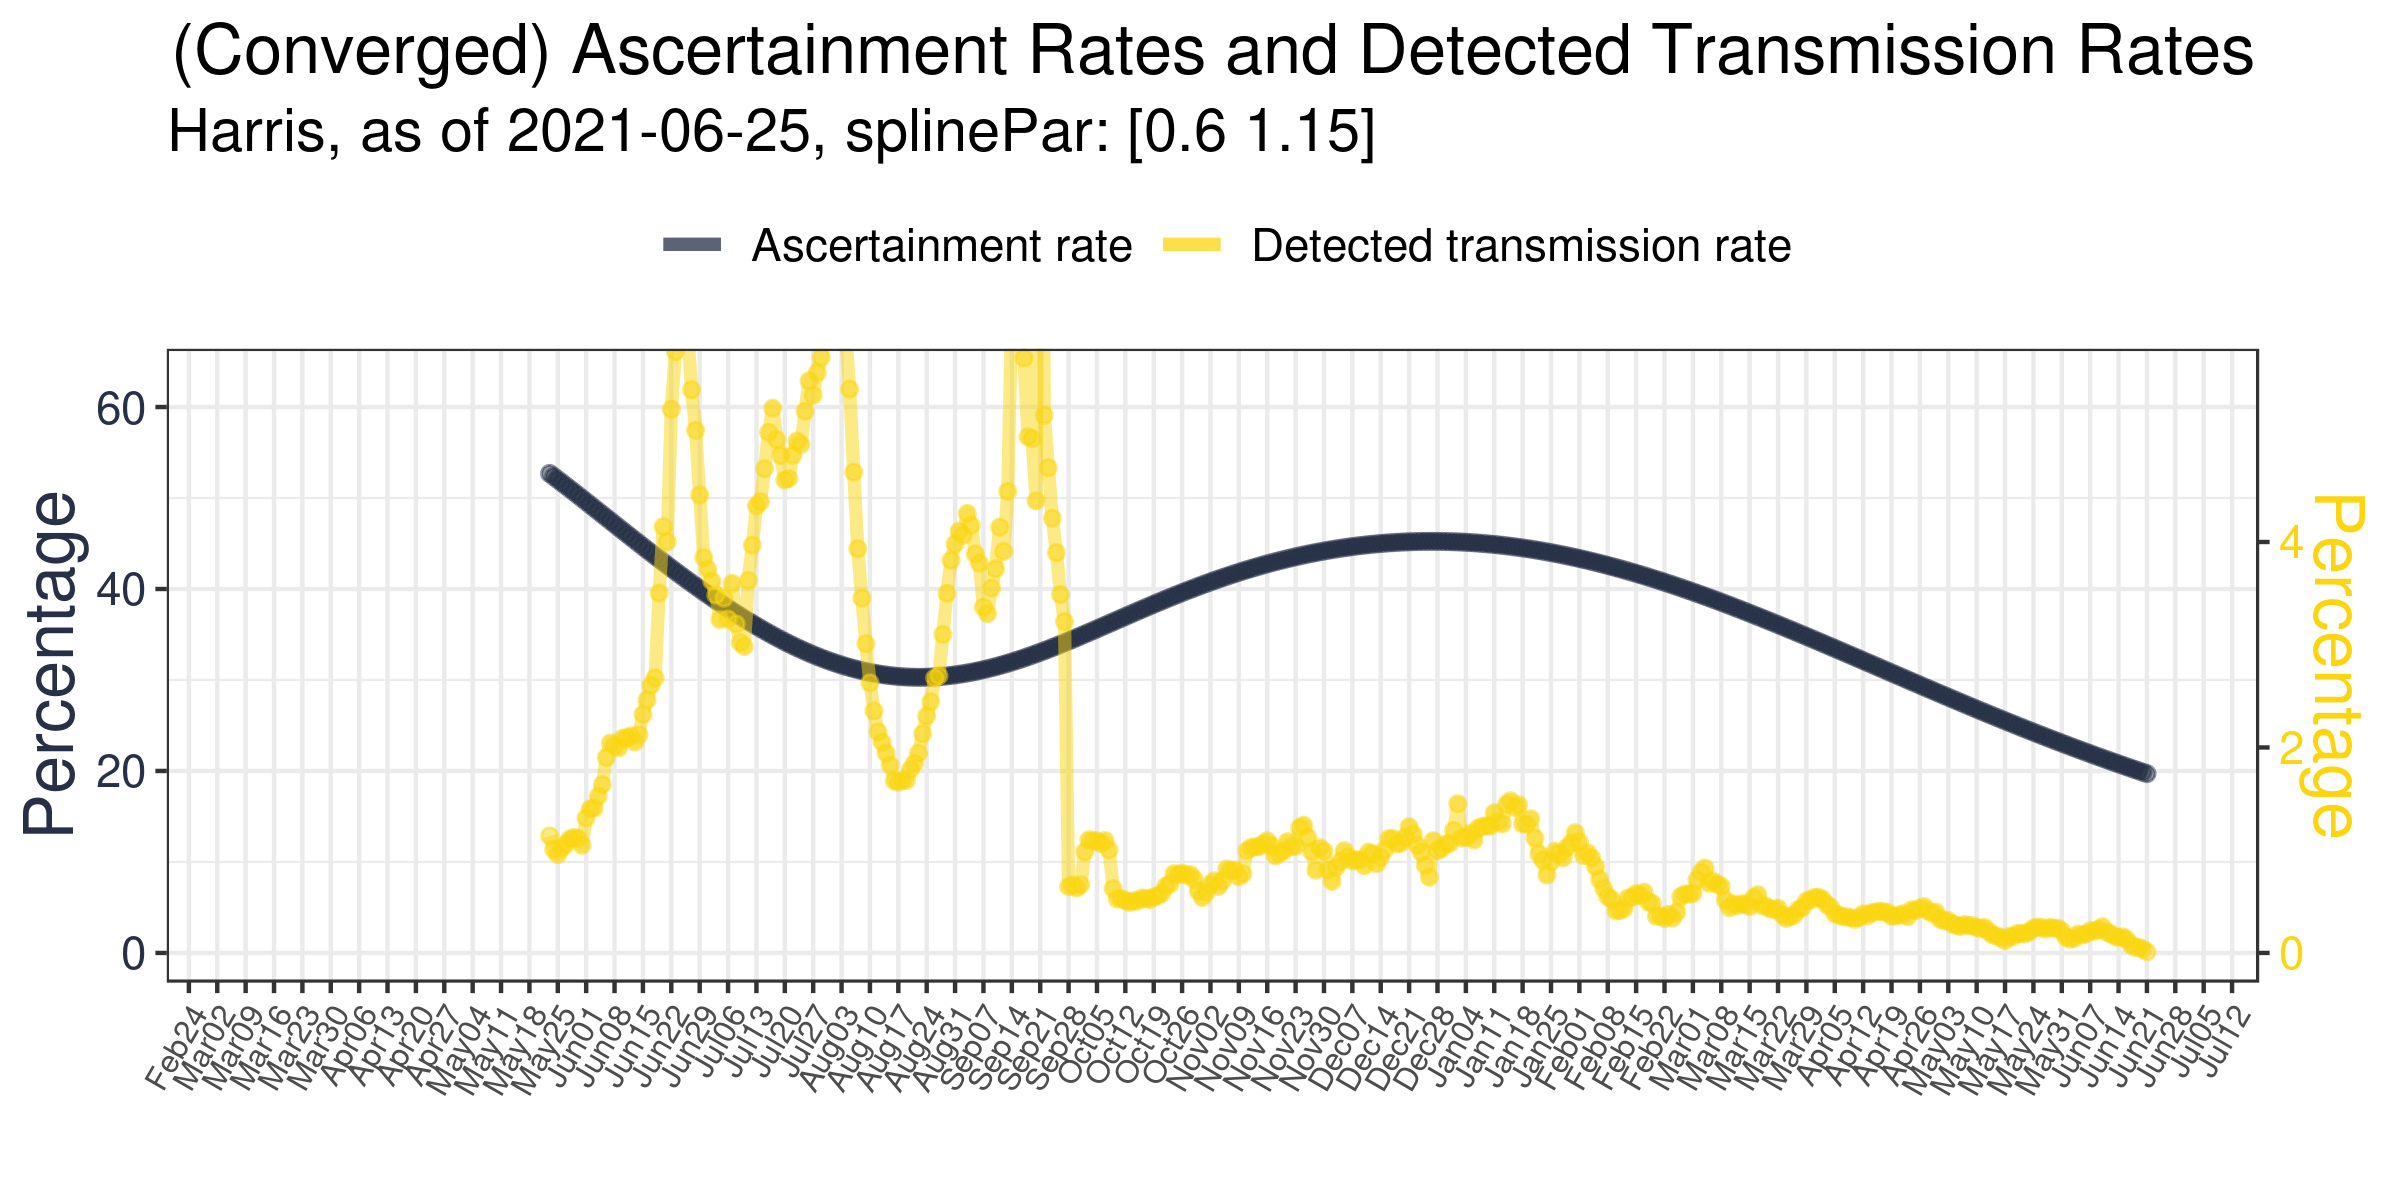 (Converged) Ascertainment Rates and Detected Transmission Rates
Harris, as of 2021-06-25, splinePar: [0.6 1.15]
Ascertainment rate Detected transmission rate
Percentage
60
40
20
0
4
2
0
Percentage
Feb24 Mar02 Mar09 Mar16 Mar23 Mar30 Apr06 Apr13 Apr20 Apr27 May04 May11 May18 May25 Jun01 Jun08 Jun15 Jun22 Jun29 Jul06 Jul13 Jul20 Jul27 Aug03 Aug10 Aug17 Aug24 Aug31 Sep07 Sep14 Sep21 Sep28 Oct05 Oct12 Oct19 Oct26 Nov02 Nov09 Nov16 Nov23 Nov30 Dec07 Dec14 Dec21 Dec28 Jan04 Jan11 Jan18 Jan25 Feb01 Feb08 Feb15 Feb22 Mar01 Mar08 Mar15 Mar22 Mar29 Apr05 Apr12 Apr19 Apr26 May03 May10 May17 May24 May31 Jun07 Jun14 Jun21 Jun28 Jul05 Jul12